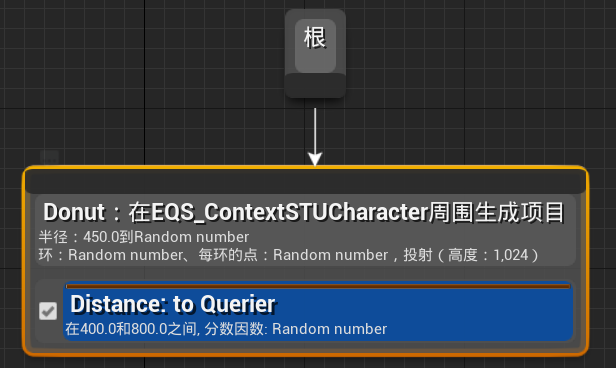 根
Donut：在EQS_ContextSTUCharacter周围生成项目
半径：450.0到Random number
环：Random number、每环的点：Random number，投射（高度：1,024）
Distance: to Querier
在400.0和800.0之间, 分数因数: Random number